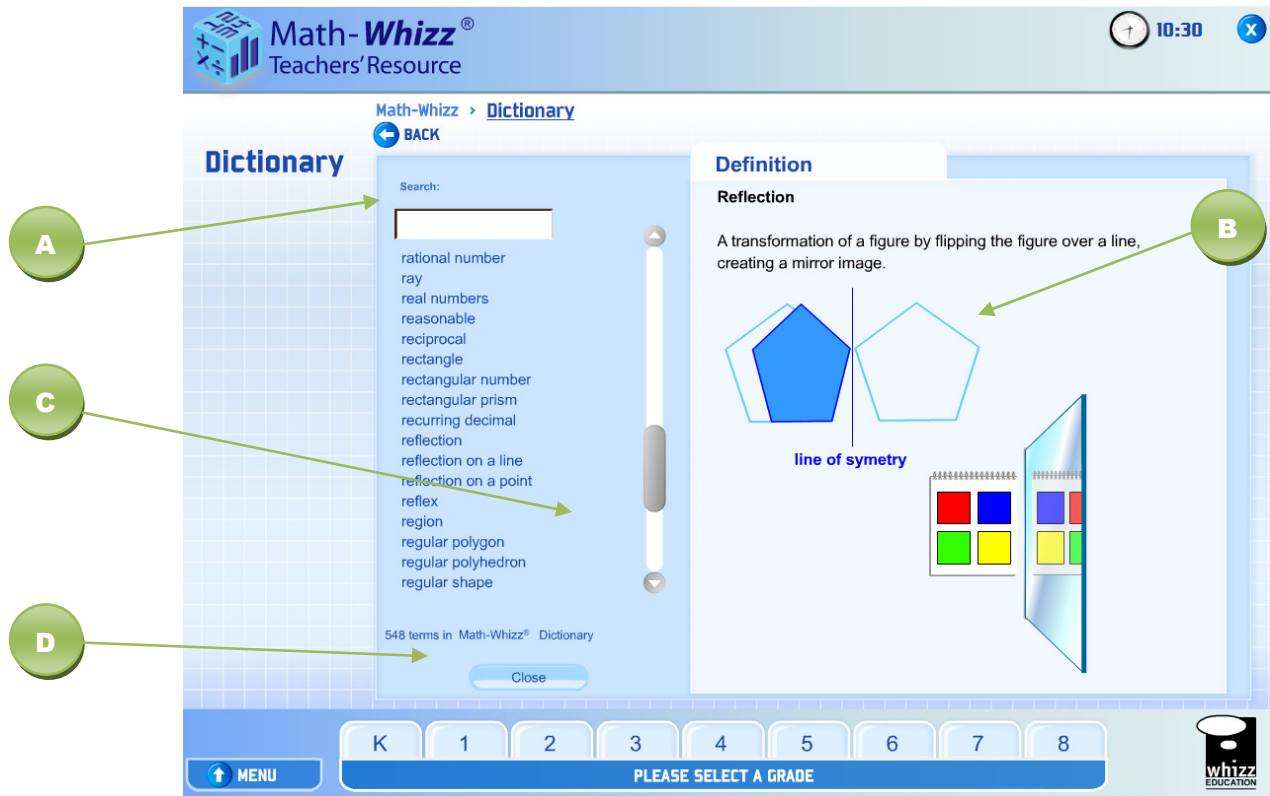 Math-Whizz®
Teachers' Resource
10:30
X
Math-Whizz > Dictionary
BACK
Dictionary
Search:
rational number
ray
real numbers
reasonable
reciprocal
rectangle
rectangular number
rectangular prism
recurring decimal
reflection
reflection on a line
reflection on a point
reflex
region
regular polygon
regular polyhedron
regular shape
548 terms in Math-Whizz® Dictionary
Close
Definition
Reflection
A transformation of a figure by flipping the figure over a line,
creating a mirror image.
line of symetry
A
B
C
D
K 1 2 3 4 5 6 7 8
MENU
PLEASE SELECT A GRADE
whizz
EDUCATION